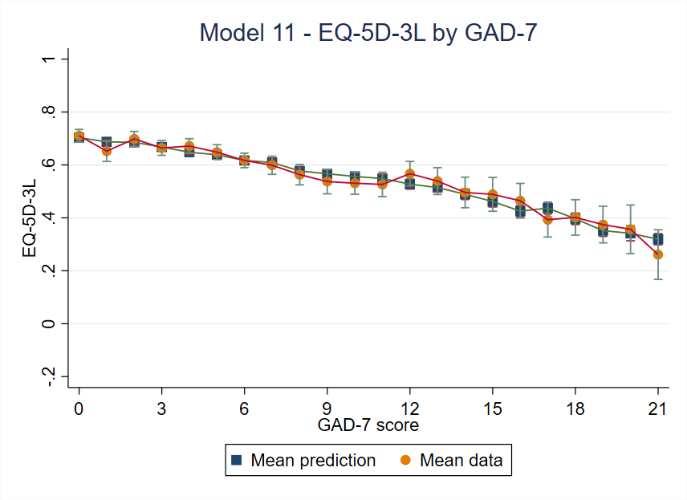 Model 11 - EQ-5D-3L by GAD-7
EQ-5D-3L
1
.8
.6
.4
.2
0
-.2
0 3 6 9 12 15 18 21
GAD-7 score
Mean prediction Mean data